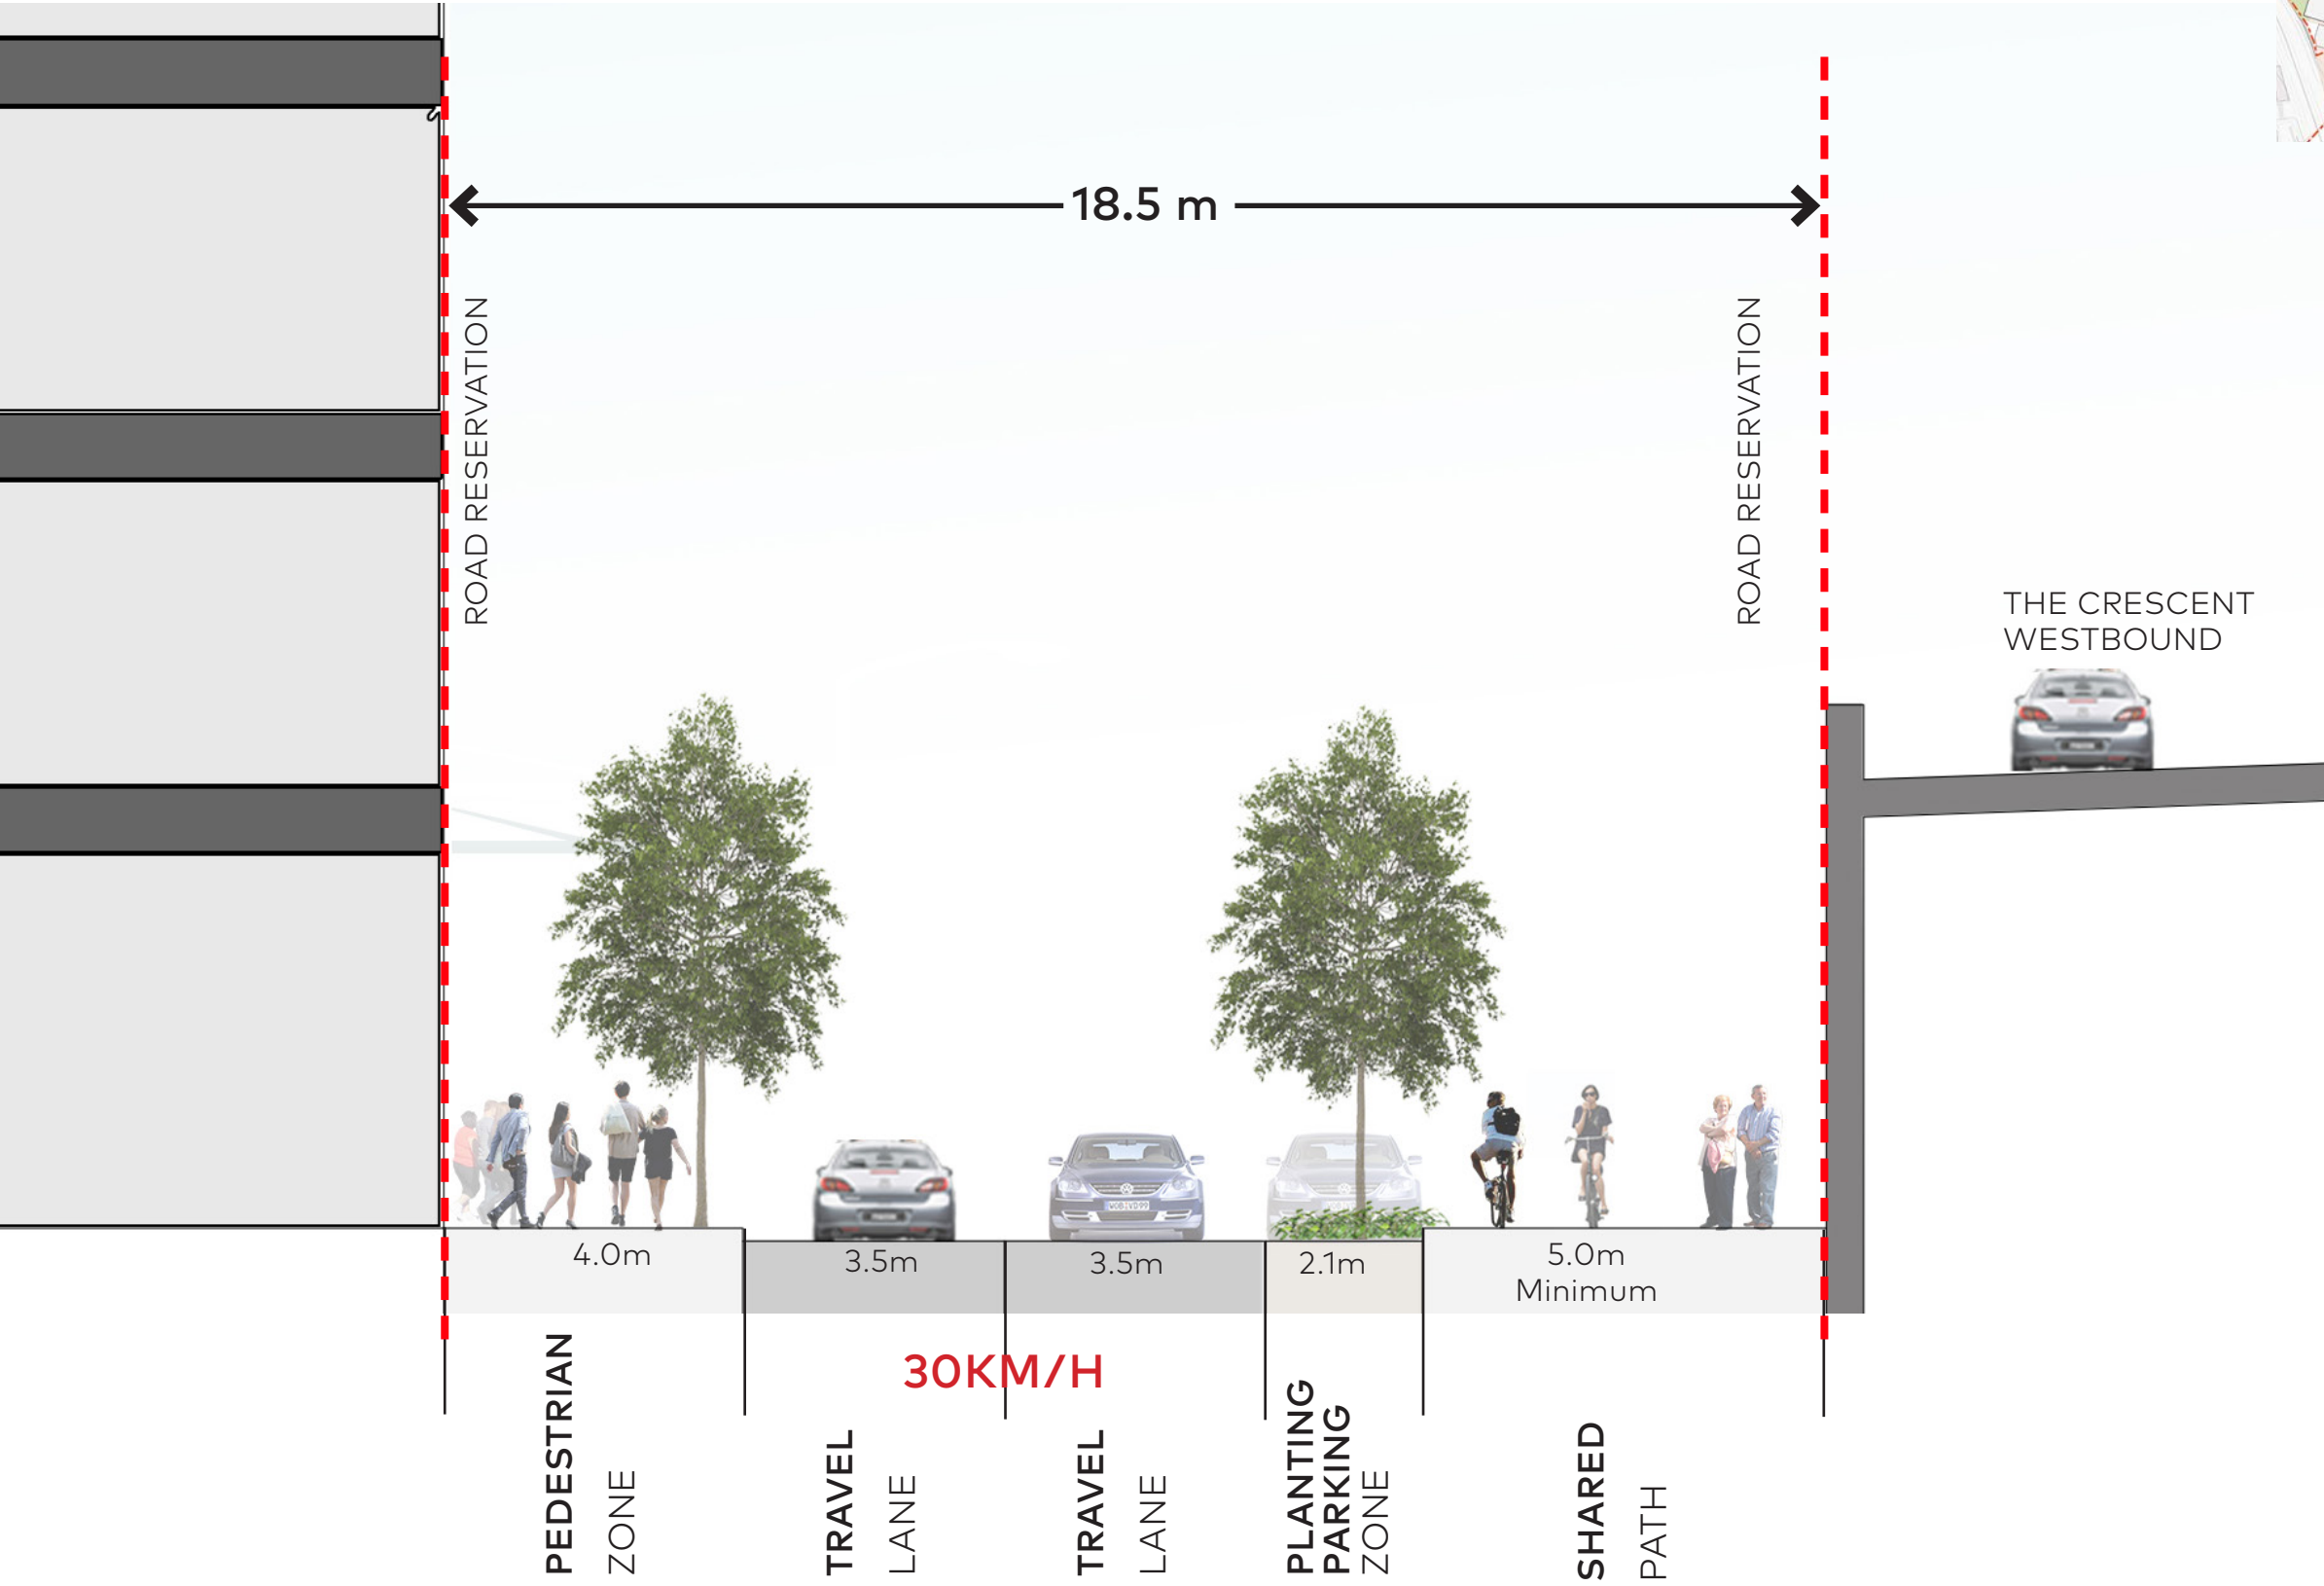 18.5 m
ROAD RESERVATION
ROAD RESERVATION
THE CRESCENT
WESTBOUND
4.0m
3.5m
3.5m
2.1m
5.0m
Minimum
30KM/H
PEDESTRIAN
ZONE
TRAVEL
LANE
TRAVEL
LANE
PLANTING
PARKING
ZONE
SHARED
PATH